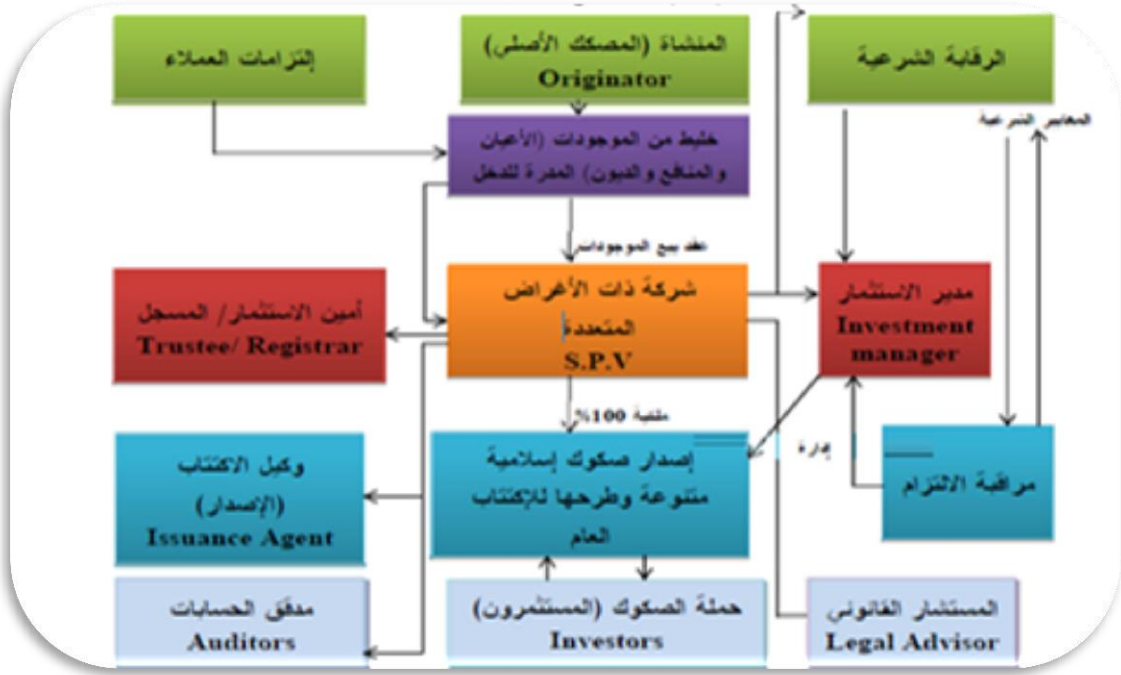 الرقابة الشرعية
المنشاة (المصكك الأصلي)
Originator
إلتزامات العملاء
المعايير الشرعية
خليط من الموجودات (الأعيان
والمنافع والديون) المدرة للدخل
عقد بيع الموجودات
مدير الاستثمار
Investment
manager
شركة ذات الأغراض
المتعددة
S.P.V
أمين الاستثمار/ المسجل
Trustee/ Registrar
ملكية 100%
مراقبة الالتزام
إدارة
إصدار صكوك إسلامية
متنوعة وطرحها للإكتتاب
العام
وكيل الاكتتاب
(الإصدار)
Issuance Agent
المستشار القانوني
Legal Advisor
حملة الصكوك (المستثمرون)
Investors
مدقق الحسابات
Auditors